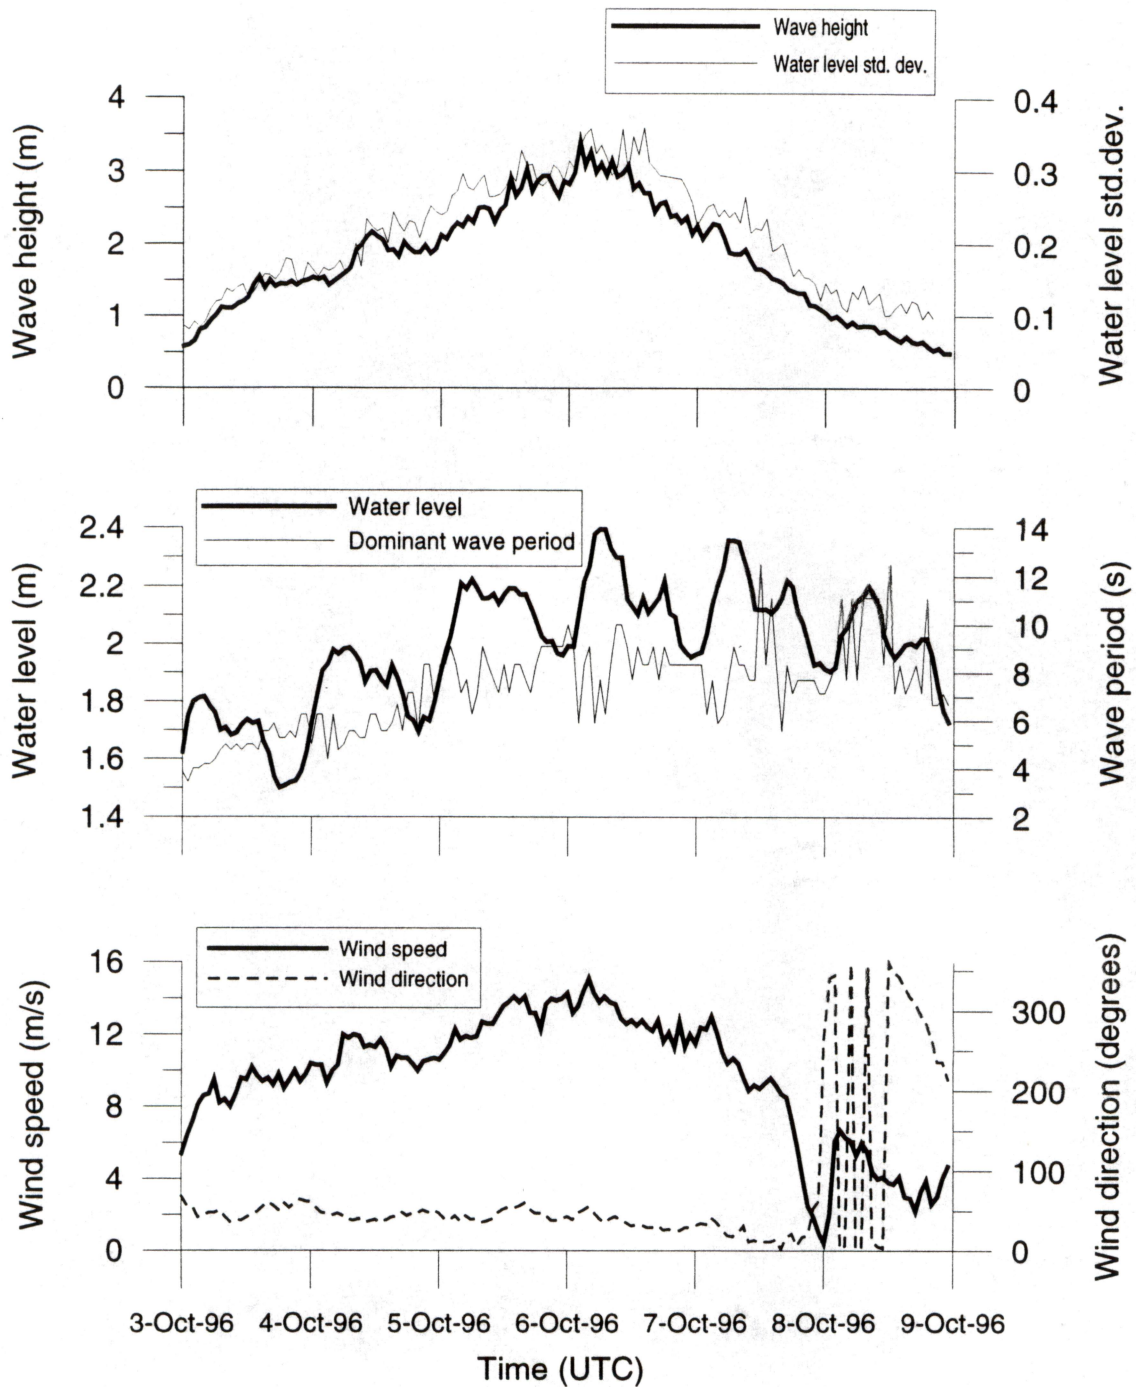 Wave height
Water level std. dev.
Wave height (m)
4
3
2
1
0
0.4
0.3
0.2
0.1
0
Water level std.dev.
Water level
Dominant wave period
Water level (m)
2.4
2.2
2
1.8
1.6
1.4
14
12
10
8
6
4
2
Wave period (s)
Wind speed
Wind direction
Wind speed (m/s)
16
12
8
4
0
300
200
100
0
Wind direction (degrees)
3-Oct-96 4-Oct-96 5-Oct-96 6-Oct-96 7-Oct-96 8-Oct-96 9-Oct-96
Time (UTC)